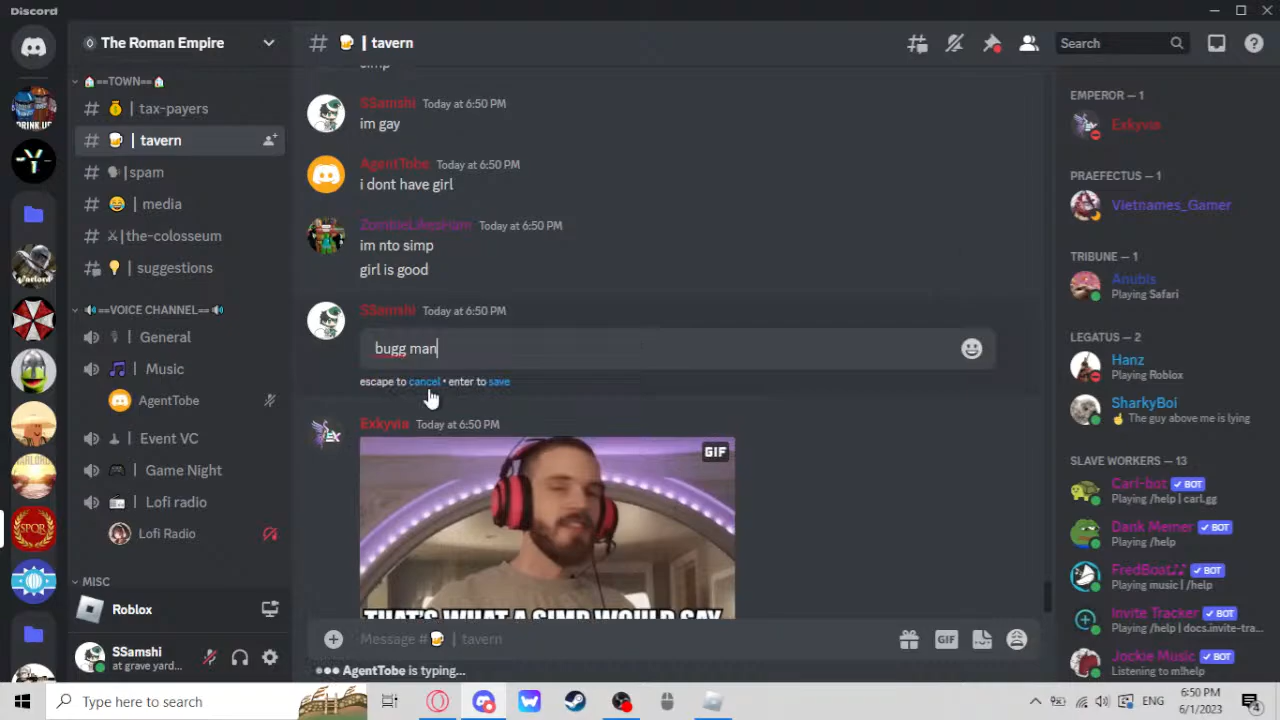 Discord
The Roman Empire
| tavern
Search
==TOWN==
| tax-payers
| tavern
|spam
| media
|the-colosseum
| suggestions
==VOICE CHANNEL==
| General
| Music
AgentTobe
| Event VC
| Game Night
| Lofi radio
Lofi Radio
MISC
Roblox
SSamshi
at grave yard...
SSamshi Today at 6:50 PM
im gay
AgentTobe Today at 6:50 PM
i dont have girl
Today at 6:50 PM
im nto simp
girl is good
SSamshi Today at 6:50 PM
bugg man
escape to cancel • enter to save
Exkyvia Today at 6:50 PM
GIF
THAT'S WHAT A SIMP WOULD SAY
Message # | tavern
GIF
AgentTobe is typing...
EMPEROR — 1
Exkyvia
PRAEFECTUS — 1
Vietnames_Gamer
TRIBUNE — 1
Anubis
Playing Safari
LEGATUS — 2
Hanz
Playing Roblox
SharkyBoi
The guy above me is lying
SLAVE WORKERS — 13
Carl-bot ✓ BOT
Playing /help | carl.gg
Dank Memer ✓ BOT
Playing /help
FredBoat♪♪ ✓ BOT
Playing music | /help
Invite Tracker ✓ BOT
Playing /help | docs.invite-tra...
Jockie Music ✓ BOT
Listening to m!help
DRINK UP
Warlord
SPQR
Type here to search
ENG
6:50 PM
6/1/2023
4